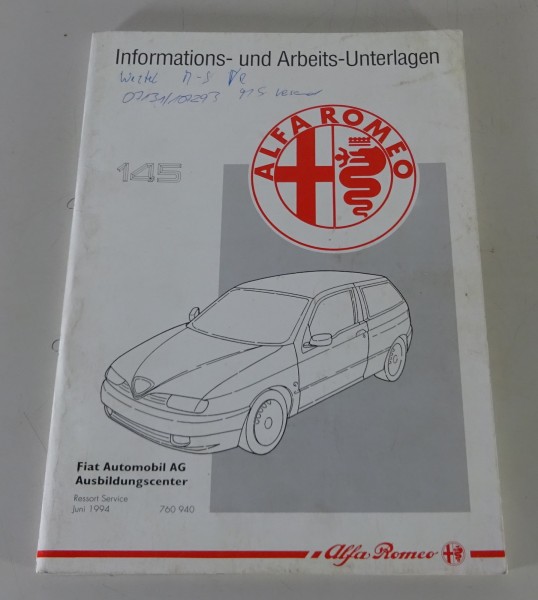 Informations- und Arbeits-Unterlagen
ALFA ROMEO
145
Fiat Automobil AG
Ausbildungscenter
Ressort Service
Juni 1994 760 940
Alfa Romeo